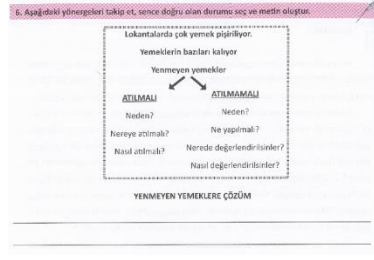 6. Aşağıdaki yönergeleri takip et, sence doğru olan durumu seç ve metin oluştur.
Lokantalarda çok yemek pişiriliyor.
Yemeklerin bazıları kalıyor
Yenmeyen yemekler
ATILMALI
Neden?
Nereye atılmalı?
Nasıl atılmalı?
ATILMAMALI
Neden?
Ne yapılmalı?
Nerede değerlendirilsinler?
Nasıl değerlendirilsinler?
YENMEYEN YEMEKLERE ÇÖZÜM